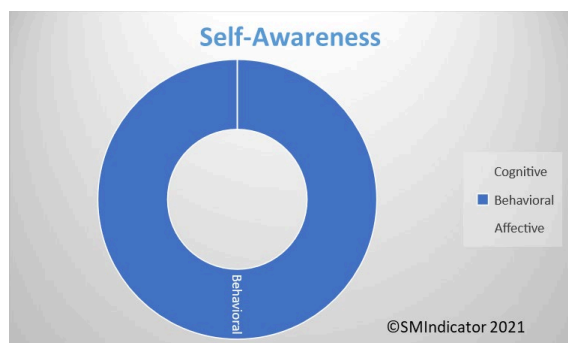 Self-Awareness
Cognitive
Behavioral
Affective
Behavioral
©SMIndicator 2021